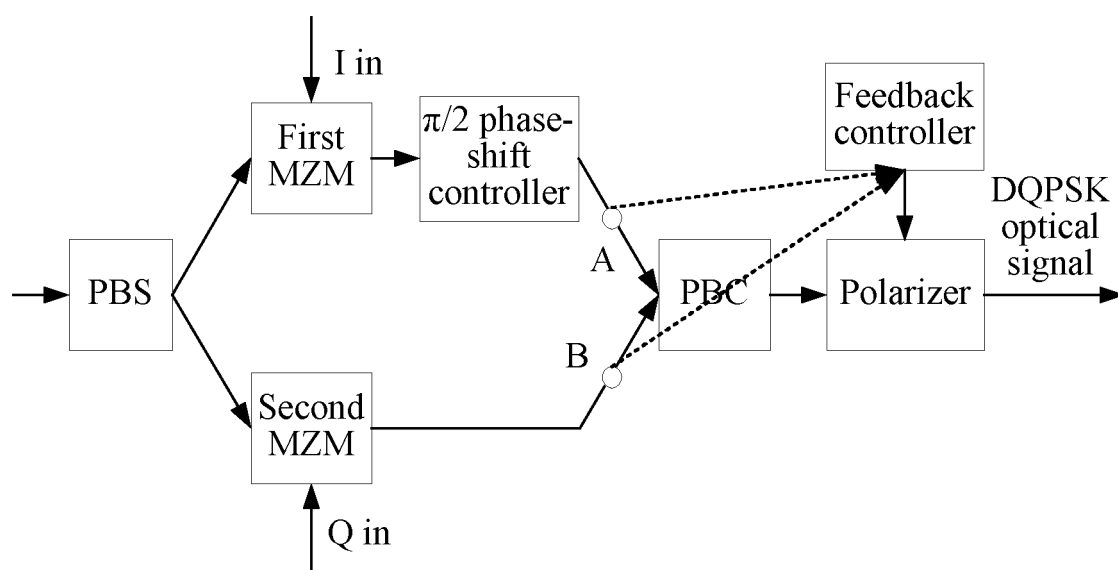 I in
First
MZM
π/2 phase-
shift
controller
Feedback
controller
DQPSK
optical
signal
A
PBS
PBC
Polarizer
B
Second
MZM
Q in